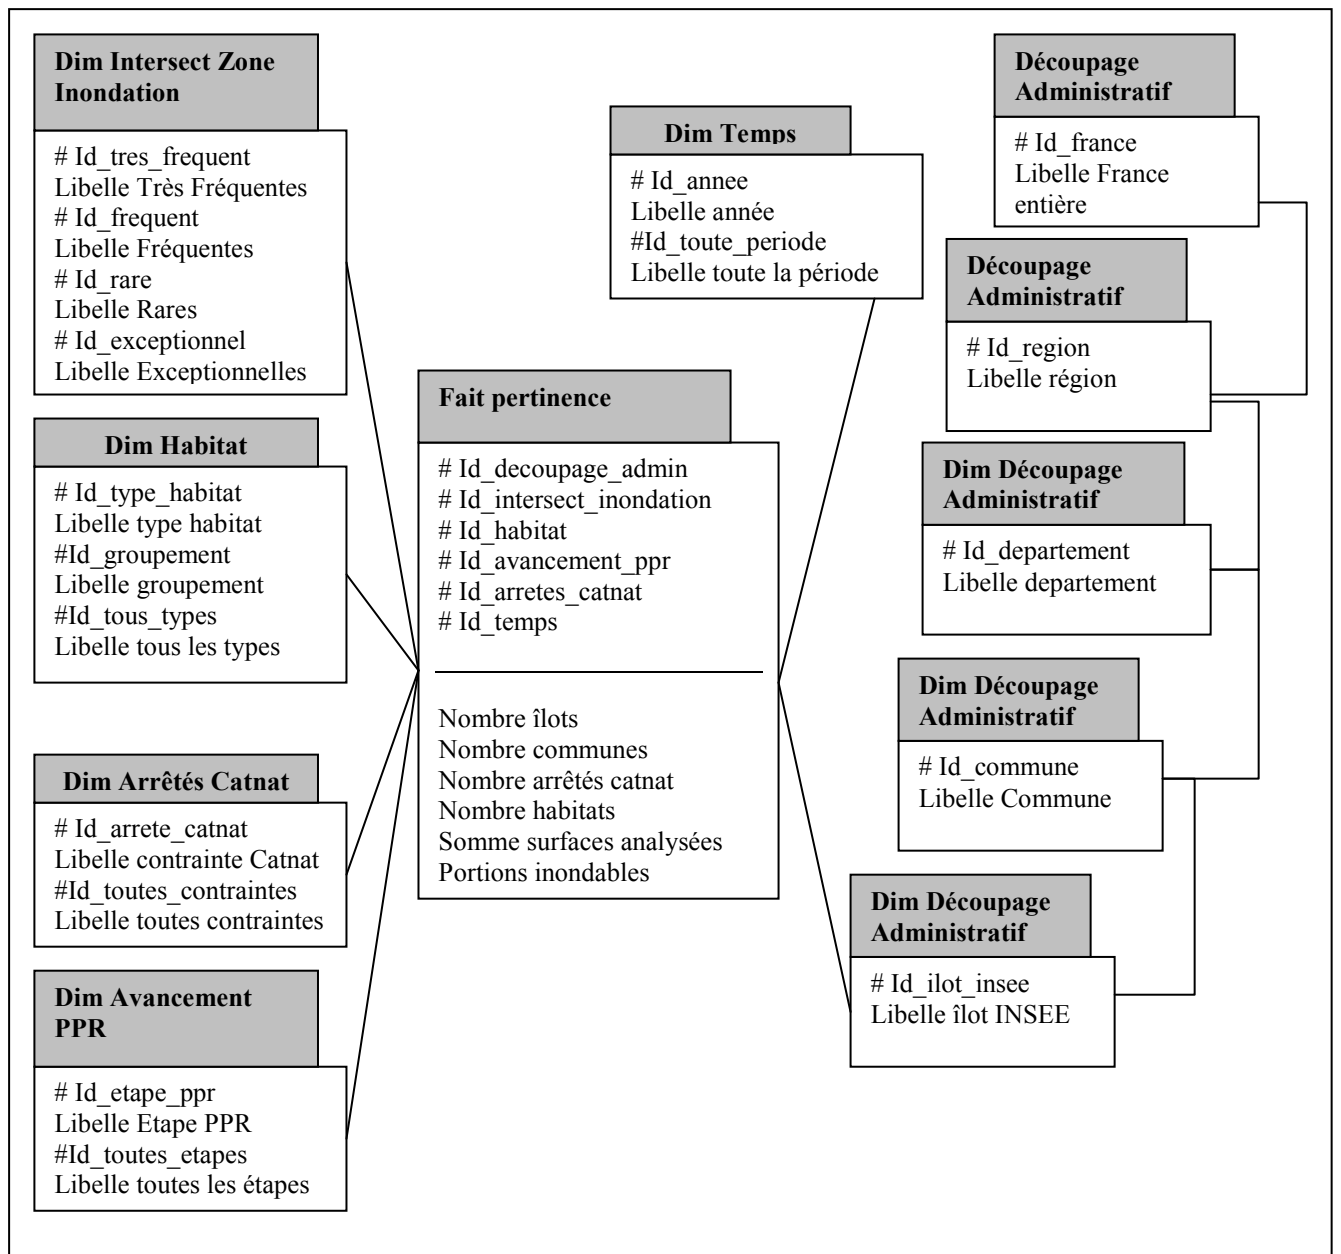 Dim Intersect Zone
Inondation
# Id_tres_frequent
Libelle Très Fréquentes
# Id_frequent
Libelle Fréquentes
# Id_rare
Libelle Rares
# Id_exceptionnel
Libelle Exceptionnelles
Dim Habitat
# Id_type_habitat
Libelle type habitat
#Id_groupement
Libelle groupement
#Id_tous_types
Libelle tous les types
Dim Arrêtés Catnat
# Id_arrete_catnat
Libelle contrainte Catnat
#Id_toutes_contraintes
Libelle toutes contraintes
Dim Avancement
PPR
# Id_etape_ppr
Libelle Etape PPR
#Id_toutes_etapes
Libelle toutes les étapes
Fait pertinence
# Id_decoupage_admin
# Id_intersect_inondation
# Id_habitat
# Id_avancement_ppr
# Id_arretes_catnat
# Id_temps
Nombre îlots
Nombre communes
Nombre arrêtés catnat
Nombre habitats
Somme surfaces analysées
Portions inondables
Dim Temps
# Id_annee
Libelle année
#Id_toute_periode
Libelle toute la période
Découpage
Administratif
# Id_france
Libelle France
entière
Découpage
Administratif
# Id_region
Libelle région
Dim Découpage
Administratif
# Id_departement
Libelle departement
Dim Découpage
Administratif
# Id_commune
Libelle Commune
Dim Découpage
Administratif
# Id_ilot_insee
Libelle îlot INSEE